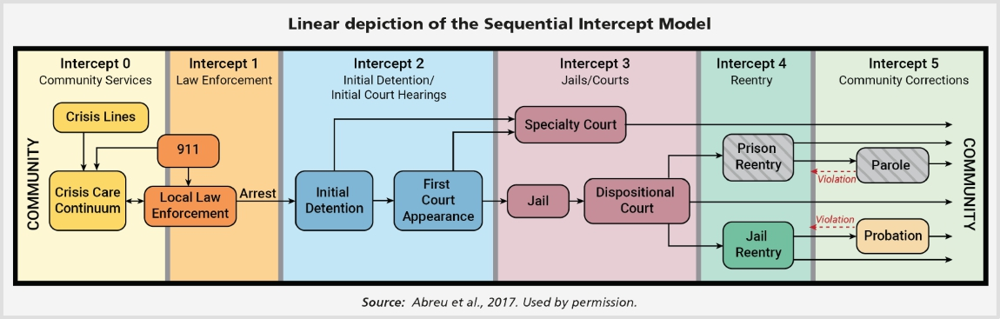 Linear depiction of the Sequential Intercept Model
Intercept 0
Community Services
Intercept 1
Law Enforcement
Intercept 2
Initial Detention/
Initial Court Hearings
Intercept 3
Jails/Courts
Intercept 4
Reentry
Intercept 5
Community Corrections
COMMUNITY
Crisis Lines
Crisis Care
Continuum
911
Local Law
Enforcement
Arrest
Initial
Detention
First
Court
Appearance
Specialty Court
Jail
Dispositional
Court
Prison
Reentry
Jail
Reentry
Parole
Violation
Violation
Probation
COMMUNITY
Source: Abreu et al., 2017. Used by permission.